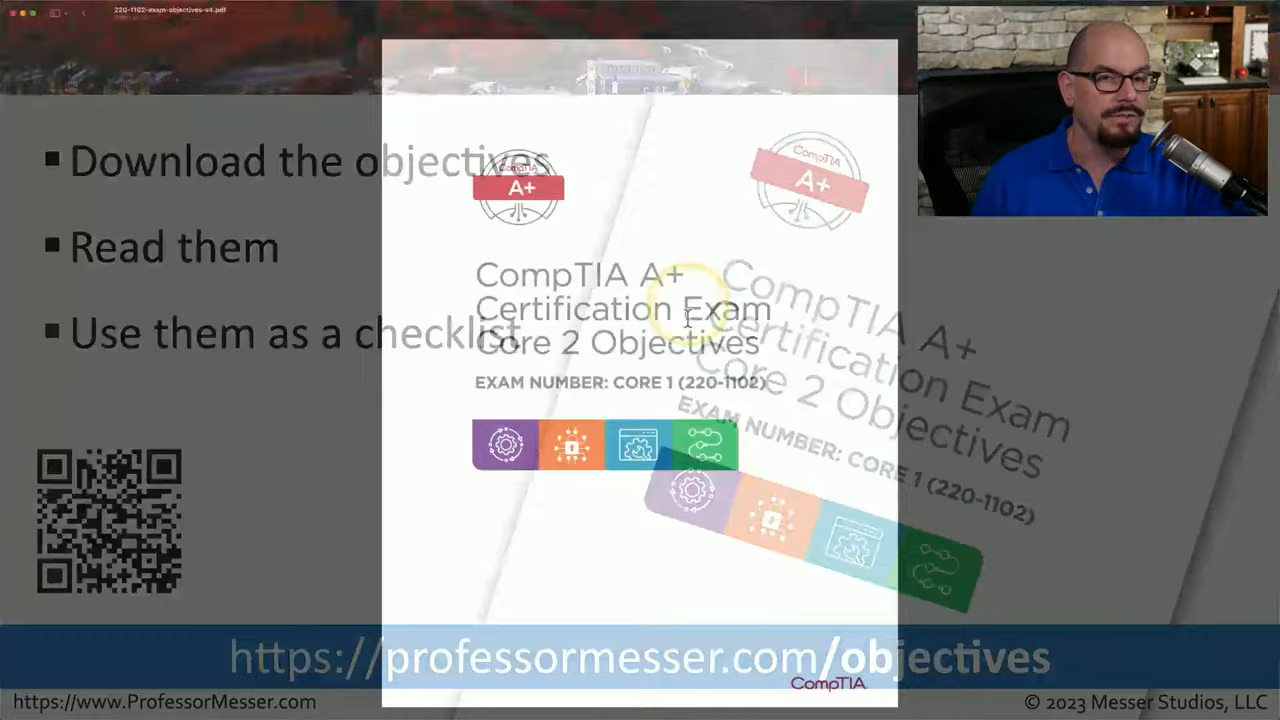 220-1102-exam-objectives-v4.pdf
Download the objectives
Read them
Use them as a checklist
CompTIA
A+
CompTIA A+
Certification Exam
Core 2 Objectives
EXAM NUMBER: CORE 1 (220-1102)
CompTIA
A+
CompTIA A+
Certification Exam
Core 2 Objectives
EXAM NUMBER: CORE 1 (220-1102)
https://professormesser.com/objectives
CompTIA
https://www.ProfessorMesser.com
© 2023 Messer Studios, LLC